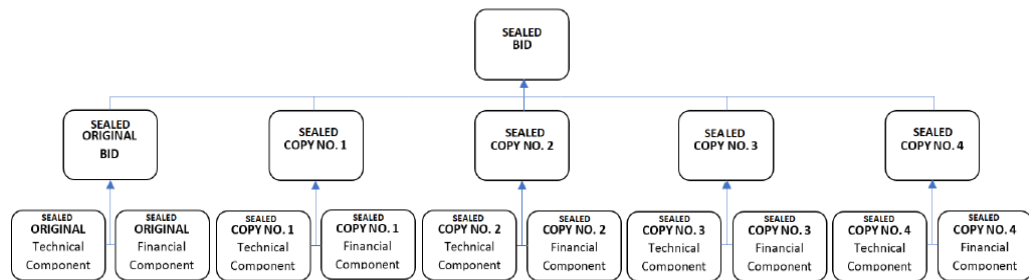 SEALED
BID
SEALED
ORIGINAL
BID
SEALED
COPY NO. 1
SEALED
COPY NO. 2
SEALED
COPY NO. 3
SEALED
COPY NO. 4
SEALED
ORIGINAL
Technical
Component
SEALED
ORIGINAL
Financial
Component
SEALED
COPY NO. 1
Technical
Component
SEALED
COPY NO. 1
Financial
Component
SEALED
COPY NO. 2
Technical
Component
SEALED
COPY NO. 2
Financial
Component
SEALED
COPY NO. 3
Technical
Component
SEALED
COPY NO. 3
Financial
Component
SEALED
COPY NO. 4
Technical
Component
SEALED
COPY NO. 4
Financial
Component